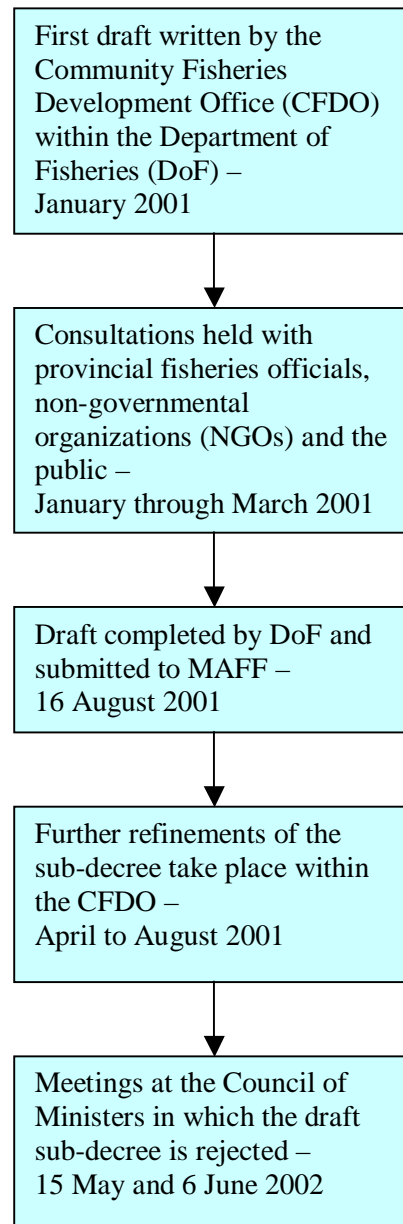 First draft written by the
Community Fisheries
Development Office (CFDO)
within the Department of
Fisheries (DoF) –
January 2001
Consultations held with
provincial fisheries officials,
non-governmental
organizations (NGOs) and the
public –
January through March 2001
Draft completed by DoF and
submitted to MAFF –
16 August 2001
Further refinements of the
sub-decree take place within
the CFDO –
April to August 2001
Meetings at the Council of
Ministers in which the draft
sub-decree is rejected –
15 May and 6 June 2002